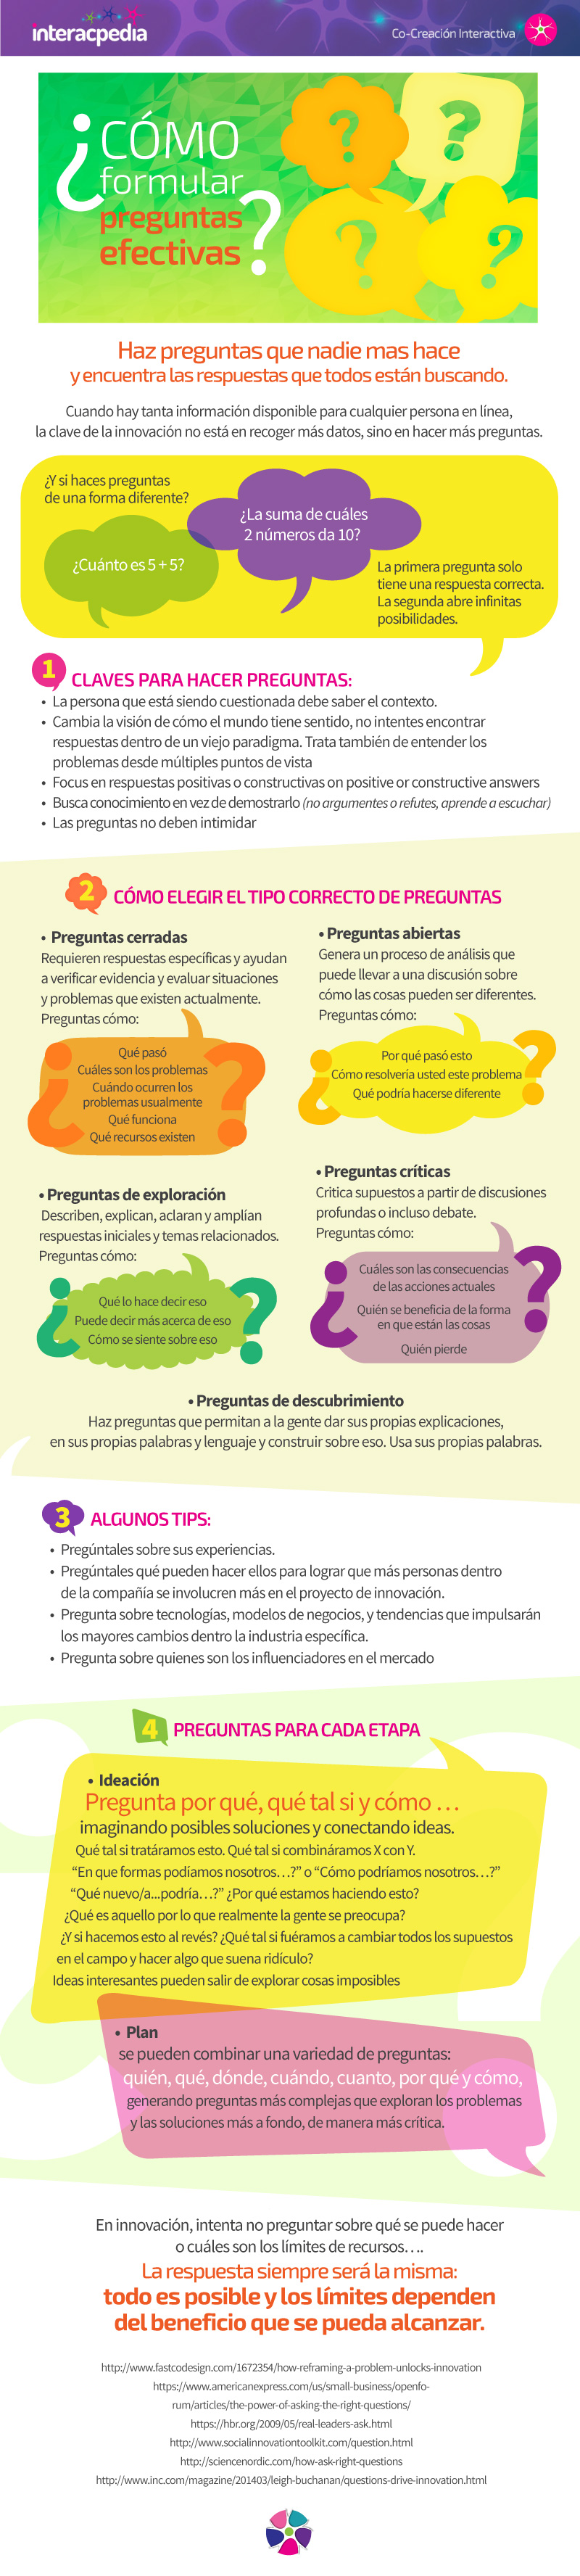 interacpedia
Co-Creación Interactiva
¿CÓMO
formular
preguntas
efectivas?
Haz preguntas que nadie mas hace
y encuentra las respuestas que todos están buscando.
Cuando hay tanta información disponible para cualquier persona en línea,
la clave de la innovación no está en recoger más datos, sino en hacer más preguntas.
¿Y si haces preguntas
de una forma diferente?
¿Cuánto es 5 + 5?
¿La suma de cuáles
2 números da 10?
La primera pregunta solo
tiene una respuesta correcta.
La segunda abre infinitas
posibilidades.
1 CLAVES PARA HACER PREGUNTAS:
• La persona que está siendo cuestionada debe saber el contexto.
• Cambia la visión de cómo el mundo tiene sentido, no intentes encontrar
respuestas dentro de un viejo paradigma. Trata también de entender los
problemas desde múltiples puntos de vista
• Focus en respuestas positivas o constructivas on positive or constructive answers
• Busca conocimiento en vez de demostrarlo (no argumentes o refutes, aprende a escuchar)
• Las preguntas no deben intimidar
2 CÓMO ELEGIR EL TIPO CORRECTO DE PREGUNTAS
• Preguntas cerradas
Requieren respuestas específicas y ayudan
a verificar evidencia y evaluar situaciones
y problemas que existen actualmente.
Preguntas cómo:
¿ Qué pasó
Cuáles son los problemas
Cuándo ocurren los
problemas usualmente
Qué funciona
Qué recursos existen ?
• Preguntas abiertas
Genera un proceso de análisis que
puede llevar a una discusión sobre
cómo las cosas pueden ser diferentes.
Preguntas cómo:
¿ Por qué pasó esto
Cómo resolvería usted este problema
Qué podría hacerse diferente ?
• Preguntas de exploración
Describen, explican, aclaran y amplían
respuestas iniciales y temas relacionados.
Preguntas cómo:
¿ Qué lo hace decir eso
Puede decir más acerca de eso
Cómo se siente sobre eso ?
• Preguntas críticas
Critica supuestos a partir de discusiones
profundas o incluso debate.
Preguntas cómo:
¿ Cuáles son las consecuencias
de las acciones actuales
Quién se beneficia de la forma
en que están las cosas
Quién pierde ?
• Preguntas de descubrimiento
Haz preguntas que permitan a la gente dar sus propias explicaciones,
en sus propias palabras y lenguaje y construir sobre eso. Usa sus propias palabras.
3 ALGUNOS TIPS:
• Pregúntales sobre sus experiencias.
• Pregúntales qué pueden hacer ellos para lograr que más personas dentro
de la compañía se involucren más en el proyecto de innovación.
• Pregunta sobre tecnologías, modelos de negocios, y tendencias que impulsarán
los mayores cambios dentro la industria específica.
• Pregunta sobre quienes son los influenciadores en el mercado
4 PREGUNTAS PARA CADA ETAPA
• Ideación
Pregunta por qué, qué tal si y cómo …
imaginando posibles soluciones y conectando ideas.
Qué tal si tratáramos esto. Qué tal si combináramos X con Y.
“En que formas podíamos nosotros…?” o “Cómo podríamos nosotros…?”
“Qué nuevo/a...podría…?” ¿Por qué estamos haciendo esto?
¿Qué es aquello por lo que realmente la gente se preocupa?
¿Y si hacemos esto al revés? ¿Qué tal si fuéramos a cambiar todos los supuestos
en el campo y hacer algo que suena ridículo?
Ideas interesantes pueden salir de explorar cosas imposibles
• Plan
se pueden combinar una variedad de preguntas:
quién, qué, dónde, cuándo, cuanto, por qué y cómo,
generando preguntas más complejas que exploran los problemas
y las soluciones más a fondo, de manera más crítica.
En innovación, intenta no preguntar sobre qué se puede hacer
o cuáles son los límites de recursos….
La respuesta siempre será la misma:
todo es posible y los límites dependen
del beneficio que se pueda alcanzar.
http://www.fastcodesign.com/1672354/how-reframing-a-problem-unlocks-innovation
https://www.americanexpress.com/us/small-business/openfo-
rum/articles/the-power-of-asking-the-right-questions/
https://hbr.org/2009/05/real-leaders-ask.html
http://www.socialinnovationtoolkit.com/question.html
http://sciencenordic.com/how-ask-right-questions
http://www.inc.com/magazine/201403/leigh-buchanan/questions-drive-innovation.html